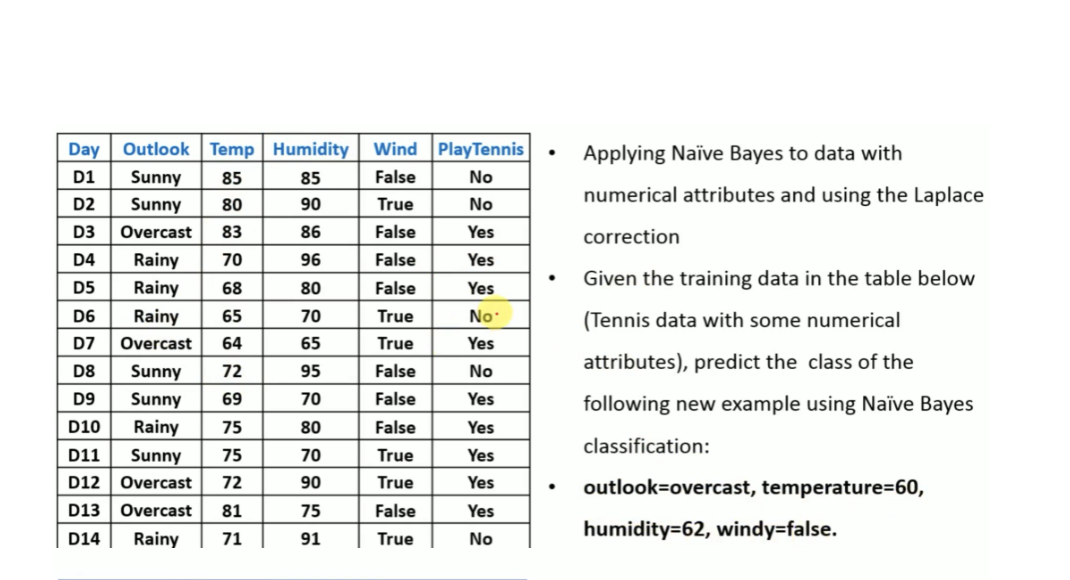 Day Outlook Temp Humidity Wind PlayTennis
D1 Sunny 85 85 False No
D2 Sunny 80 90 True No
D3 Overcast 83 86 False Yes
D4 Rainy 70 96 False Yes
D5 Rainy 68 80 False Yes
D6 Rainy 65 70 True No
D7 Overcast 64 65 True Yes
D8 Sunny 72 95 False No
D9 Sunny 69 70 False Yes
D10 Rainy 75 80 False Yes
D11 Sunny 75 70 True Yes
D12 Overcast 72 90 True Yes
D13 Overcast 81 75 False Yes
D14 Rainy 71 91 True No
• Applying Naïve Bayes to data with
numerical attributes and using the Laplace
correction
• Given the training data in the table below
(Tennis data with some numerical
attributes), predict the class of the
following new example using Naïve Bayes
classification:
• outlook=overcast, temperature=60,
humidity=62, windy=false.